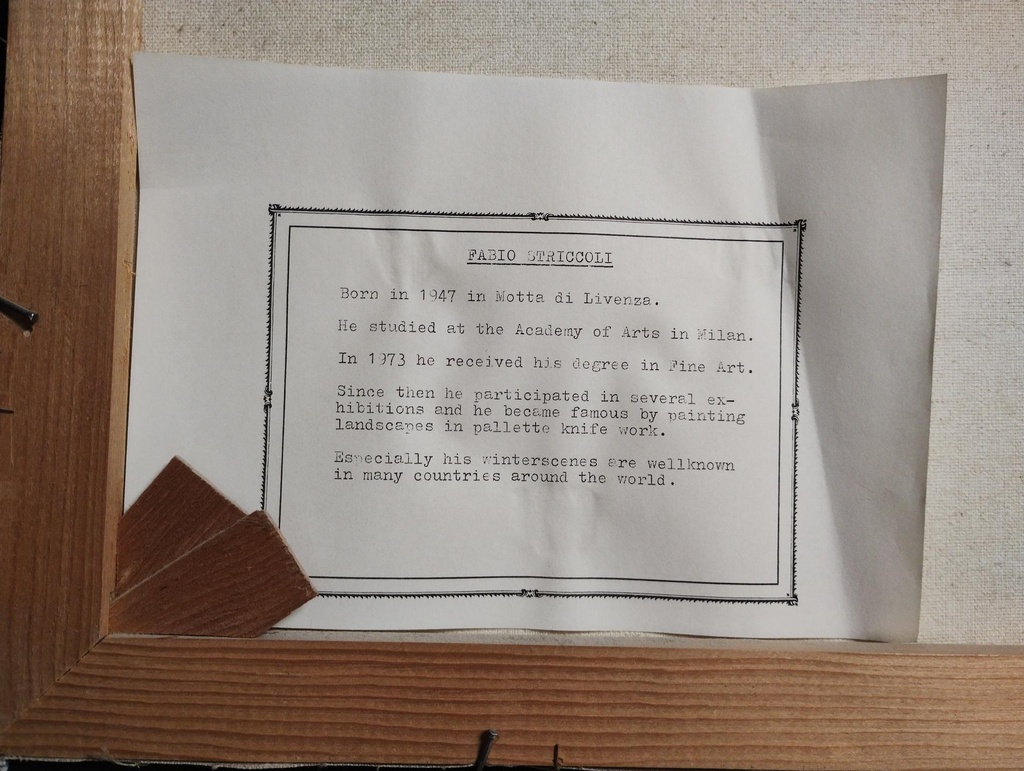 FABIO STRICCOLI
Born in 1947 in Motta di Livenza.
He studied at the Academy of Arts in Milan.
In 1973 he received his degree in Fine Art.
Since then he participated in several ex-
hibitions and he became famous by painting
landscapes in pallette knife work.
Especially his winterscenes are wellknown
in many countries around the world.